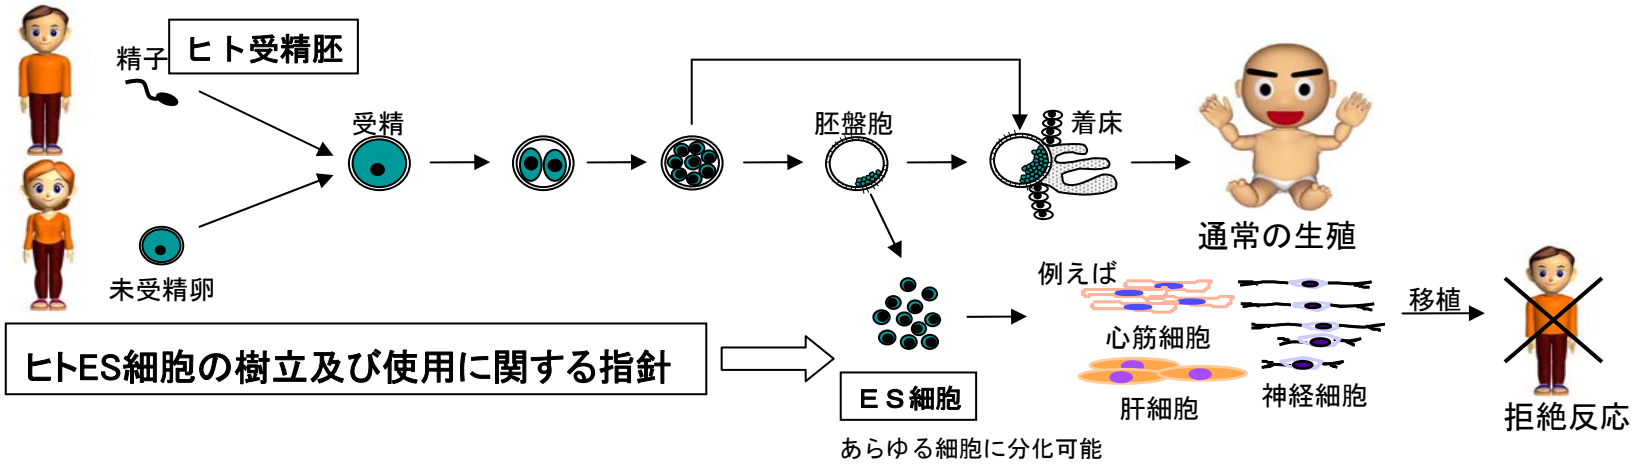 精子
ヒト受精胚
受精
胚盤胞
着床
通常の生殖
未受精卵
例えば
移植
心筋細胞
ヒトES細胞の樹立及び使用に関する指針
ES細胞
肝細胞
神経細胞
拒絶反応
あらゆる細胞に分化可能